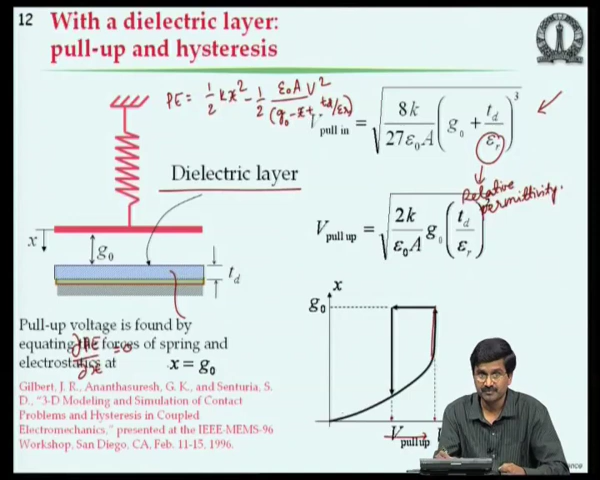 12 With a dielectric layer:
pull-up and hysteresis
PE = 1/2 kx² - 1/2 ε₀AV² / (g₀ - x + td/εr)
V pull in = √( 8k / 27ε₀A ( g₀ + td/εr )³ )
Relative
permittivity.
Dielectric layer
x
g₀
td
V pull up = √( 2k / ε₀A g₀ ( td/εr )² )
Pull-up voltage is found by
equating the forces of spring and
electrostatics at x = g₀
∂PE/∂x = 0
Gilbert, J. R., Ananthasuresh, G. K., and Senturia, S.
D., "3-D Modeling and Simulation of Contact
Problems and Hysteresis in Coupled
Electromechanics," presented at the IEEE-MEMS-96
Workshop, San Diego, CA, Feb. 11-15, 1996.
x
g₀
V pull up